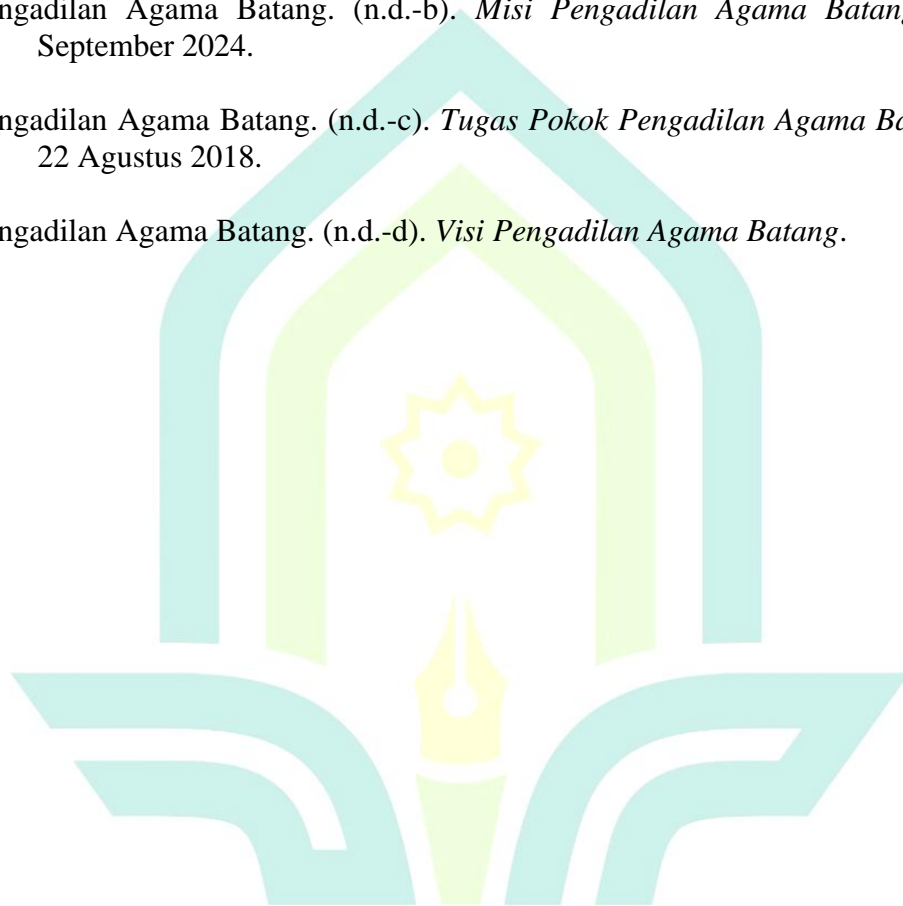 ngadilan Agama Batang. (n.d.-b). Misi Pengadilan Agama Batang
September 2024.
ngadilan Agama Batang. (n.d.-c). Tugas Pokok Pengadilan Agama Ba
22 Agustus 2018.
ngadilan Agama Batang. (n.d.-d). Visi Pengadilan Agama Batang.